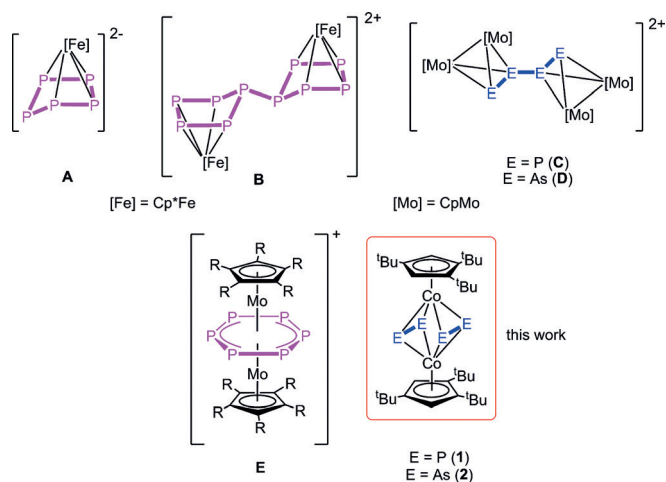 2-
[Fe]
P P
P P P
A
2+
[Fe]
P P
P P P
P P P
P P
[Fe]
B
2+
[Mo]
[Mo]
E
E E
[Mo]
E
[Mo]
E = P (C)
E = As (D)
[Fe] = Cp*Fe
[Mo] = CpMo
+
R
R R
R R
Mo
P P
P P
P P
Mo
R R
R R
R
E
tBu tBu
tBu
Co
E E
E E
Co
tBu
tBu tBu
this work
E = P (1)
E = As (2)